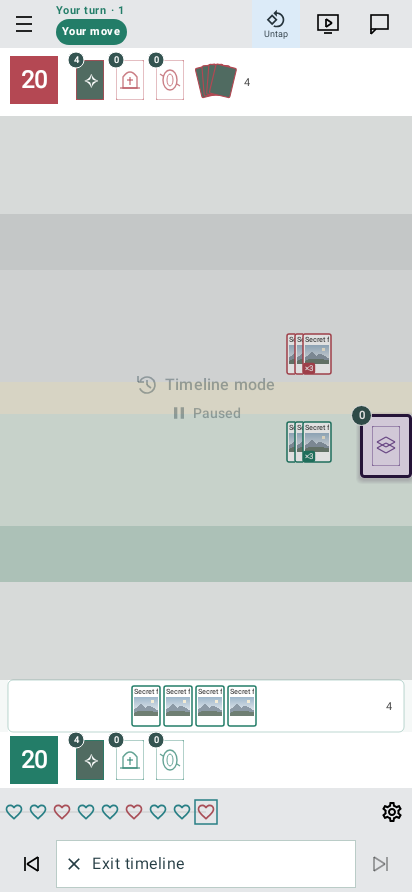 Your turn · 1
Your move
Untap
20
4
0
0
4
Secret f
×3
Timeline mode
Paused
0
Secret f
×3
Secret f
Secret f
Secret f
Secret f
4
20
4
0
0
Exit timeline